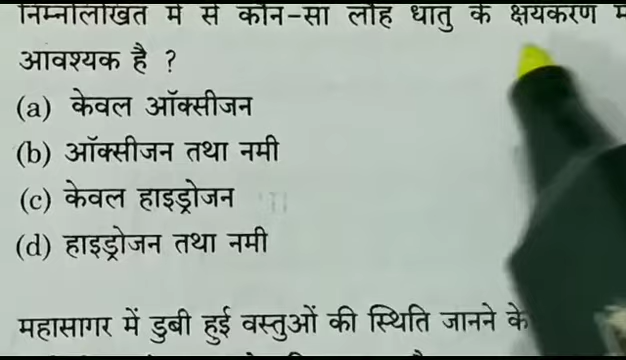 निम्नलिखित में से कौन-सा लौह धातु के क्षयकरण में
आवश्यक है ?
(a) केवल ऑक्सीजन
(b) ऑक्सीजन तथा नमी
(c) केवल हाइड्रोजन
(d) हाइड्रोजन तथा नमी
महासागर में डुबी हुई वस्तुओं की स्थिति जानने के